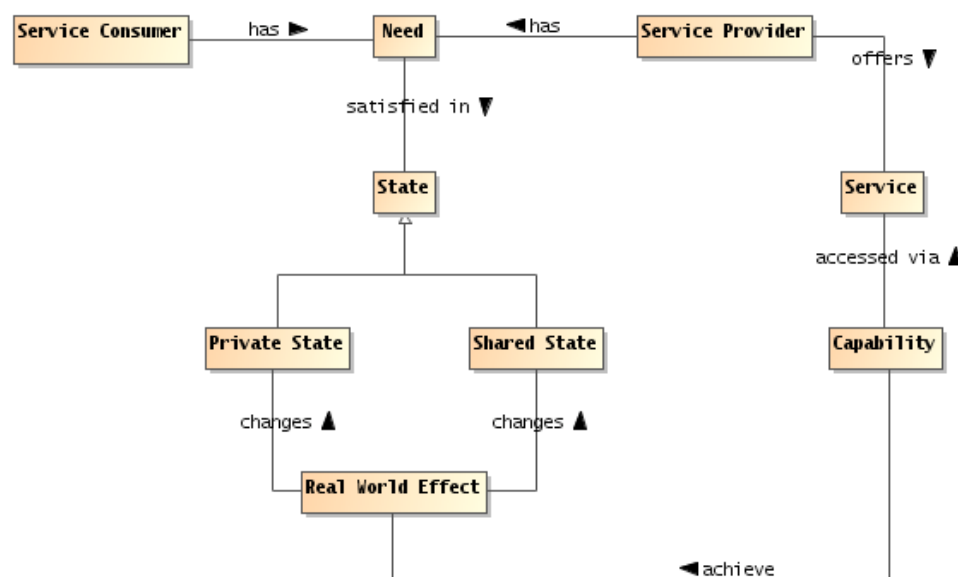 Service Consumer
has
Need
has
Service Provider
offers
satisfied in
State
Service
accessed via
Private State
Shared State
Capability
changes
changes
Real World Effect
achieve